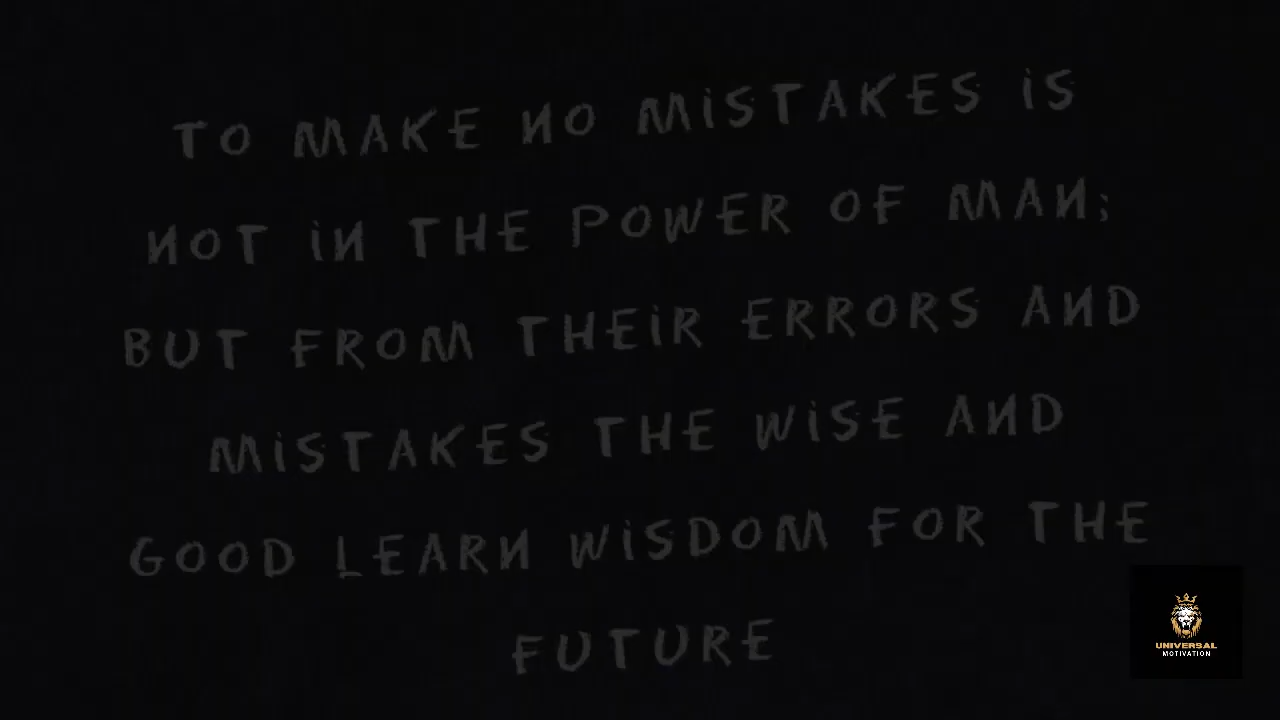 TO MAKE NO MISTAKES IS
NOT IN THE POWER OF MAN;
BUT FROM THEIR ERRORS AND
MISTAKES THE WISE AND
GOOD LEARN WISDOM FOR THE
FUTURE
UNIVERSAL
MOTIVATION